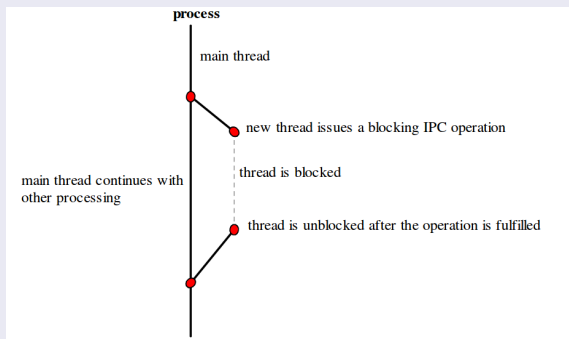 process
main thread
new thread issues a blocking IPC operation
thread is blocked
main thread continues with
other processing
thread is unblocked after the operation is fulfilled